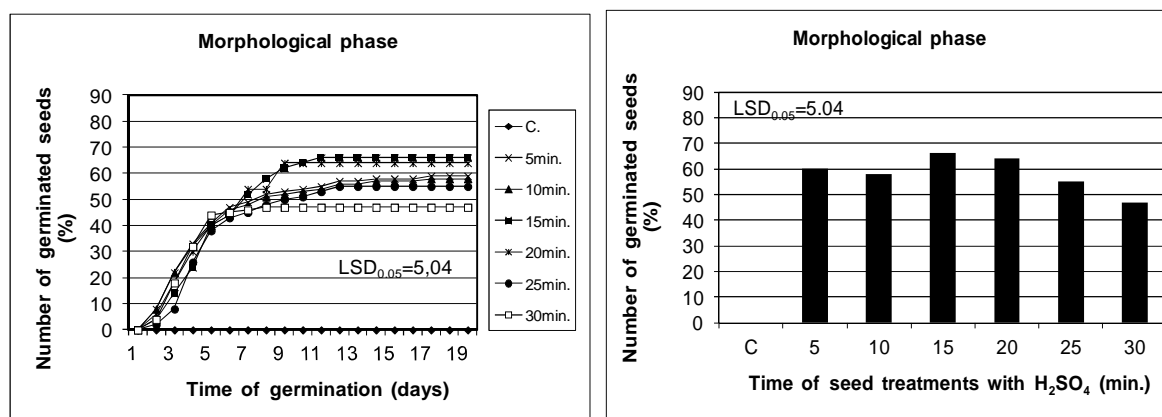 Morphological phase
Number of germinated seeds
(%)
90
80
70
60
50
40
30
20
10
0
LSD0.05=5,04
1 3 5 7 9 11 13 15 17 19
Time of germination (days)
C.
5min.
10min.
15min.
20min.
25min.
30min.
Morphological phase
Number of germinated seeds
(%)
90
80
70
60
50
40
30
20
10
0
LSD0.05=5.04
C 5 10 15 20 25 30
Time of seed treatments with H2SO4 (min.)